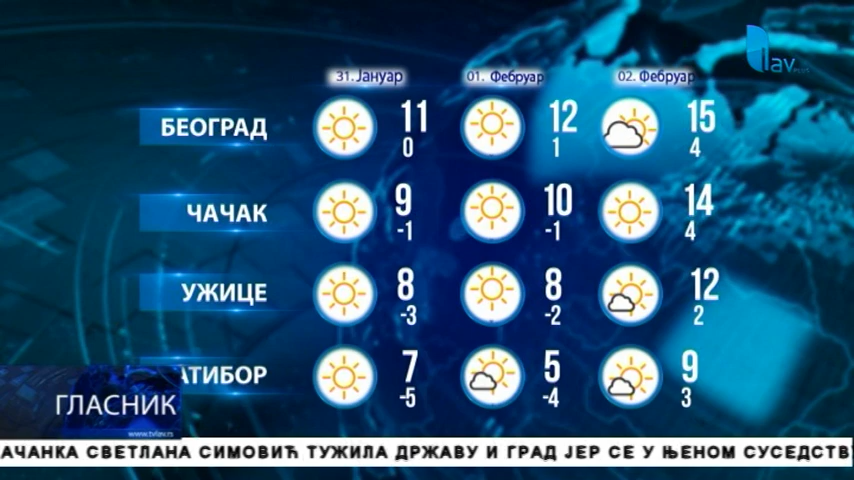 lav
31. Јануар 01. Фебруар 02. Фебруар
БЕОГРАД 11 0 12 1 15 4
ЧАЧАК 9 -1 10 -1 14 4
УЖИЦЕ 8 -3 8 -2 12 2
АТИБОР 7 -5 5 -4 9 3
ГЛАСНИК
www.tvlav.rs
АЧАНКА СВЕТЛАНА СИМОВИЋ ТУЖИЛА ДРЖАВУ И ГРАД ЈЕР СЕ У ЊЕНОМ СУСЕДСТВ